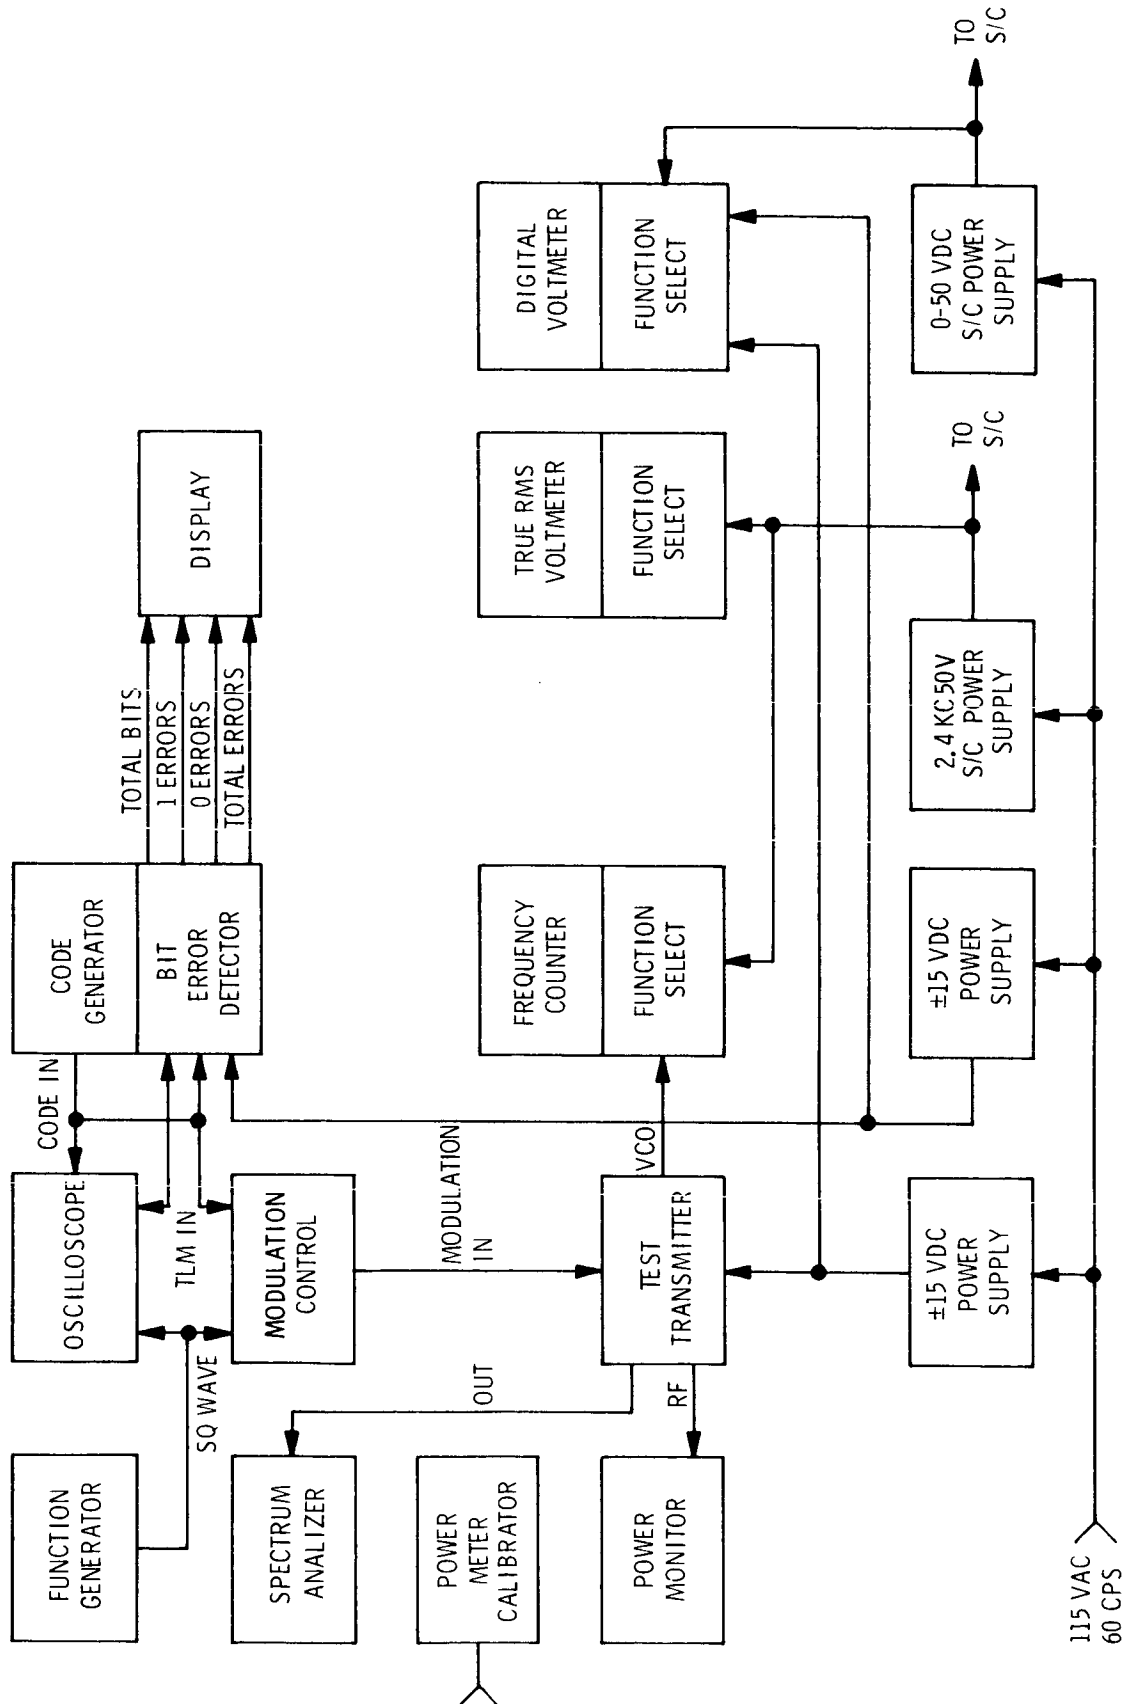 FUNCTION
GENERATOR
SQ WAVE
OSCILLOSCOPE
CODE IN
CODE
GENERATOR
BIT
ERROR
DETECTOR
TOTAL BITS
1 ERRORS
0 ERRORS
TOTAL ERRORS
DISPLAY
TLM IN
SPECTRUM
ANALIZER
MODULATION
CONTROL
MODULATION
IN
OUT
POWER
METER
CALIBRATOR
FREQUENCY
COUNTER
FUNCTION
SELECT
TRUE RMS
VOLTMETER
FUNCTION
SELECT
DIGITAL
VOLTMETER
FUNCTION
SELECT
POWER
MONITOR
RF
TEST
TRANSMITTER
VCO
±15 VDC
POWER
SUPPLY
±15 VDC
POWER
SUPPLY
2.4 KC50V
S/C POWER
SUPPLY
TO
S/C
0-50 VDC
S/C POWER
SUPPLY
TO
S/C
115 VAC
60 CPS